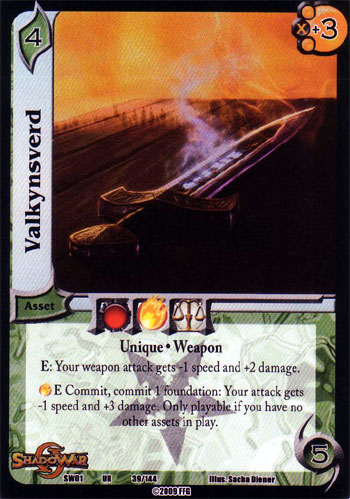 4
X +3
Valkynsverd
Asset
Unique • Weapon
E: Your weapon attack gets -1 speed and +2 damage.
E Commit, commit 1 foundation: Your attack gets
-1 speed and +3 damage. Only playable if you have no
other assets in play.
ShadoWar
5
SW01 UR 39/144 Illus. Sacha Diener
©2009 FFG